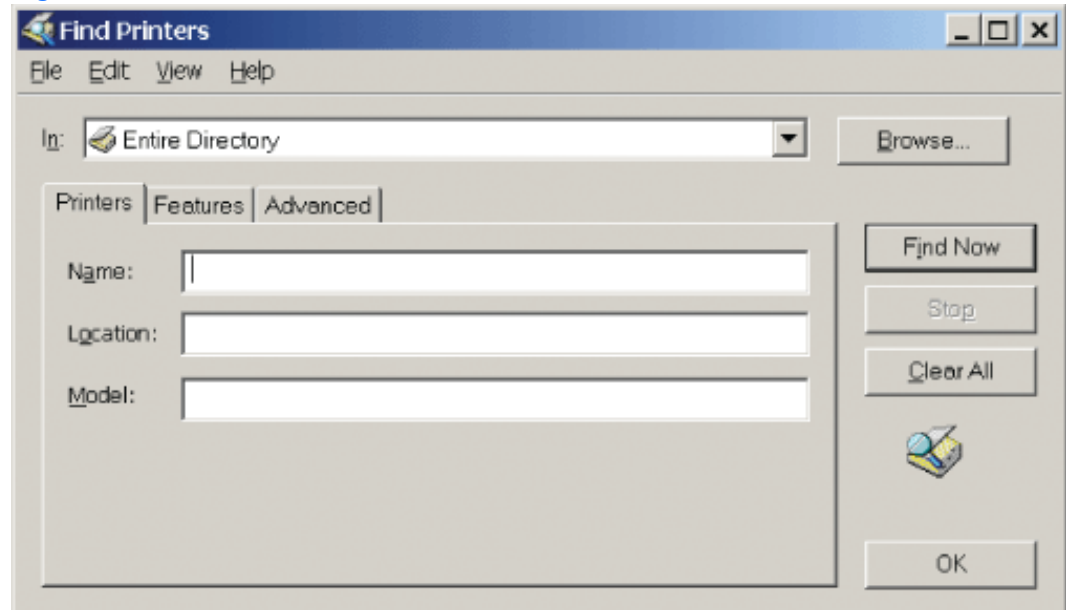 Find Printers
File Edit View Help
In: Entire Directory Browse...
Printers Features Advanced
Name:
Location:
Model:
Find Now
Stop
Clear All
OK